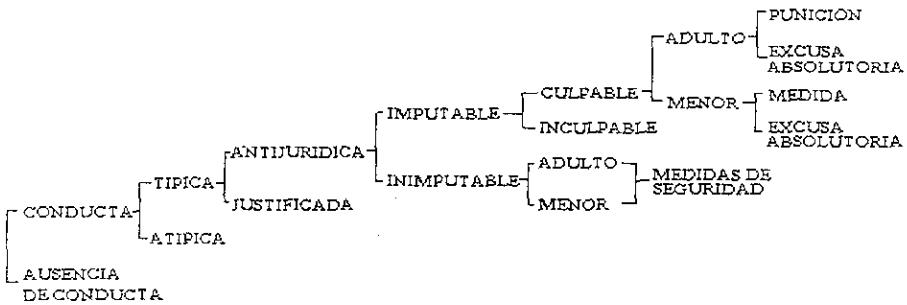 PUNICION
ADULTO
EXCUSA
ABSOLUTORIA
CULPABLE
MENOR
MEDIDA
EXCUSA
ABSOLUTORIA
IMPUTABLE
INCULPABLE
ANTIJURIDICA
ADULTO
INIMPUTABLE
MEDIDAS DE
SEGURIDAD
MENOR
TIPICA
JUSTIFICADA
CONDUCTA
ATIPICA
AUSENCIA
DE CONDUCTA